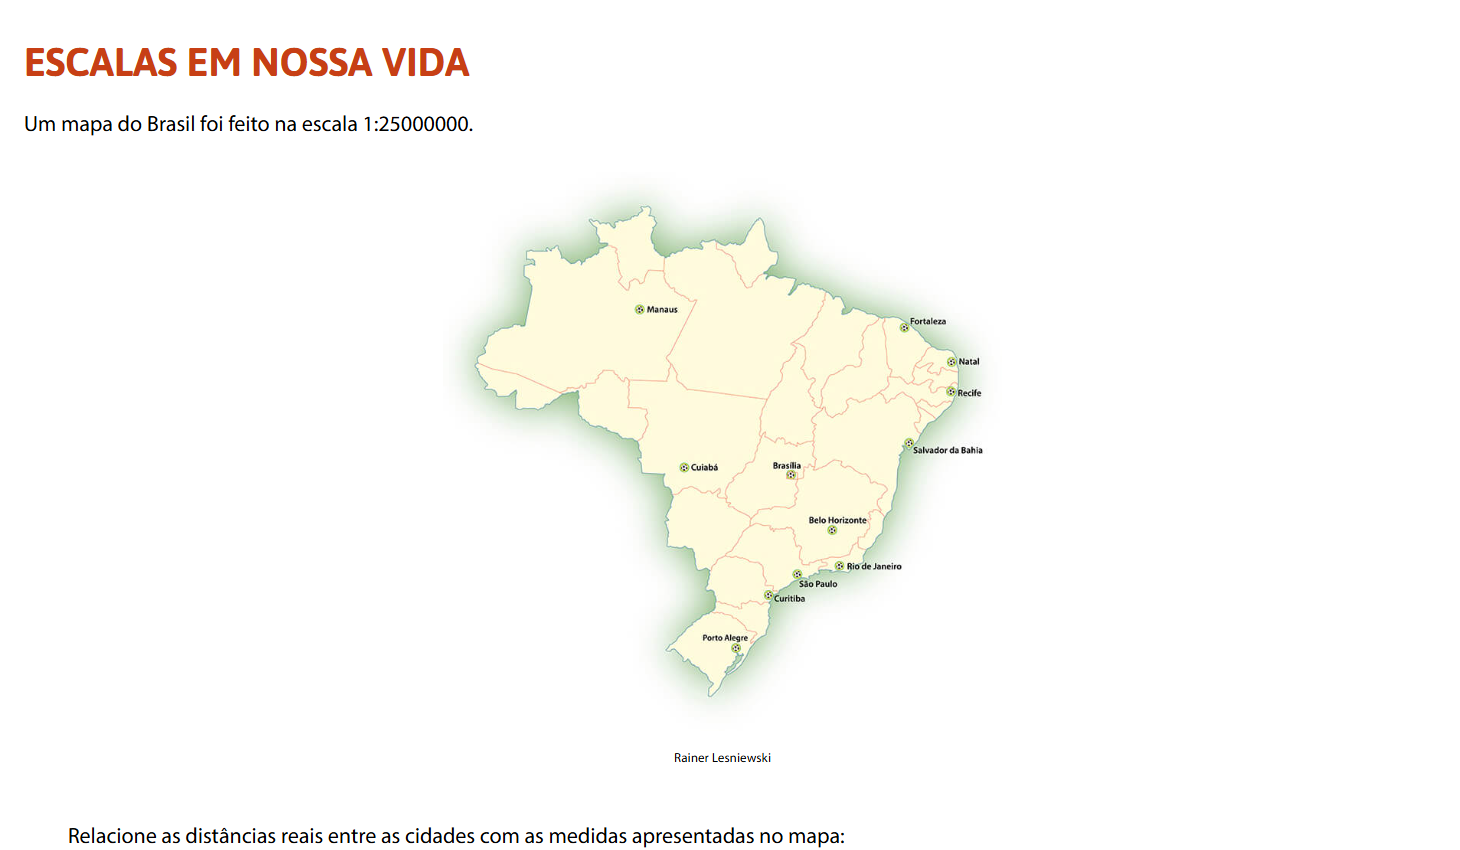 ESCALAS EM NOSSA VIDA
Um mapa do Brasil foi feito na escala 1:25000000.
Manaus
Fortaleza
Natal
Recife
Salvador da Bahia
Cuiabá
Brasília
Belo Horizonte
Rio de Janeiro
São Paulo
Curitiba
Porto Alegre
Rainer Lesniewski
Relacione as distâncias reais entre as cidades com as medidas apresentadas no mapa: